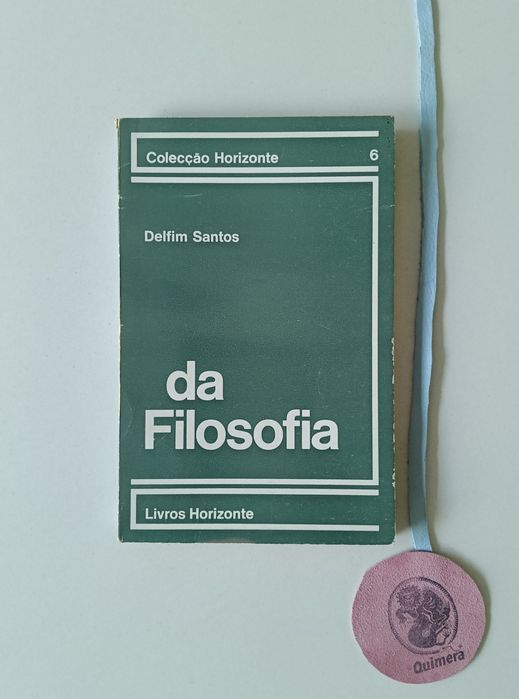 Colecção Horizonte 6
Delfim Santos
da
Filosofia
Livros Horizonte
Quimera